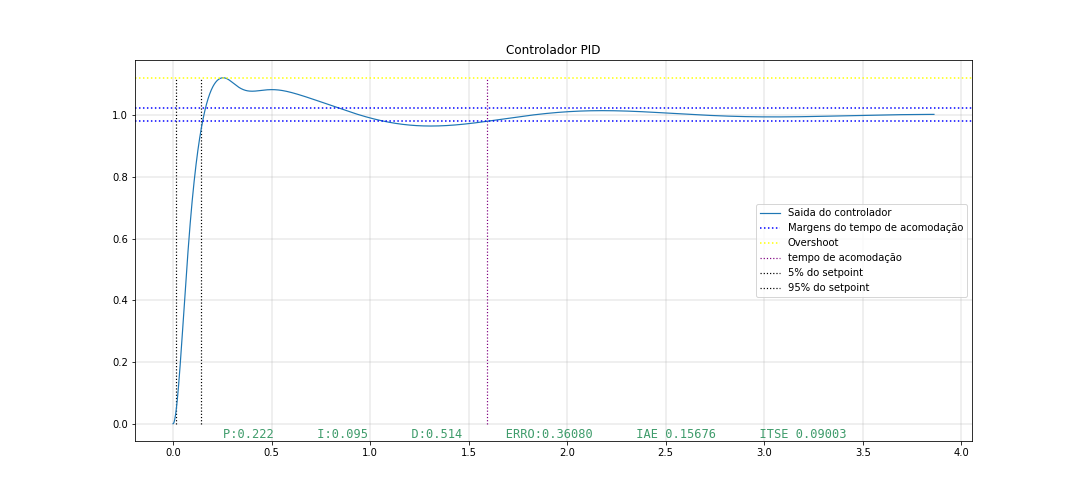 Controlador PID
1.0
0.8
0.6
0.4
0.2
0.0
Saida do controlador
Margens do tempo de acomodação
Overshoot
tempo de acomodação
5% do setpoint
95% do setpoint
P:0.222 I:0.095 D:0.514 ERRO:0.36080 IAE 0.15676 ITSE 0.09003
0.0 0.5 1.0 1.5 2.0 2.5 3.0 3.5 4.0